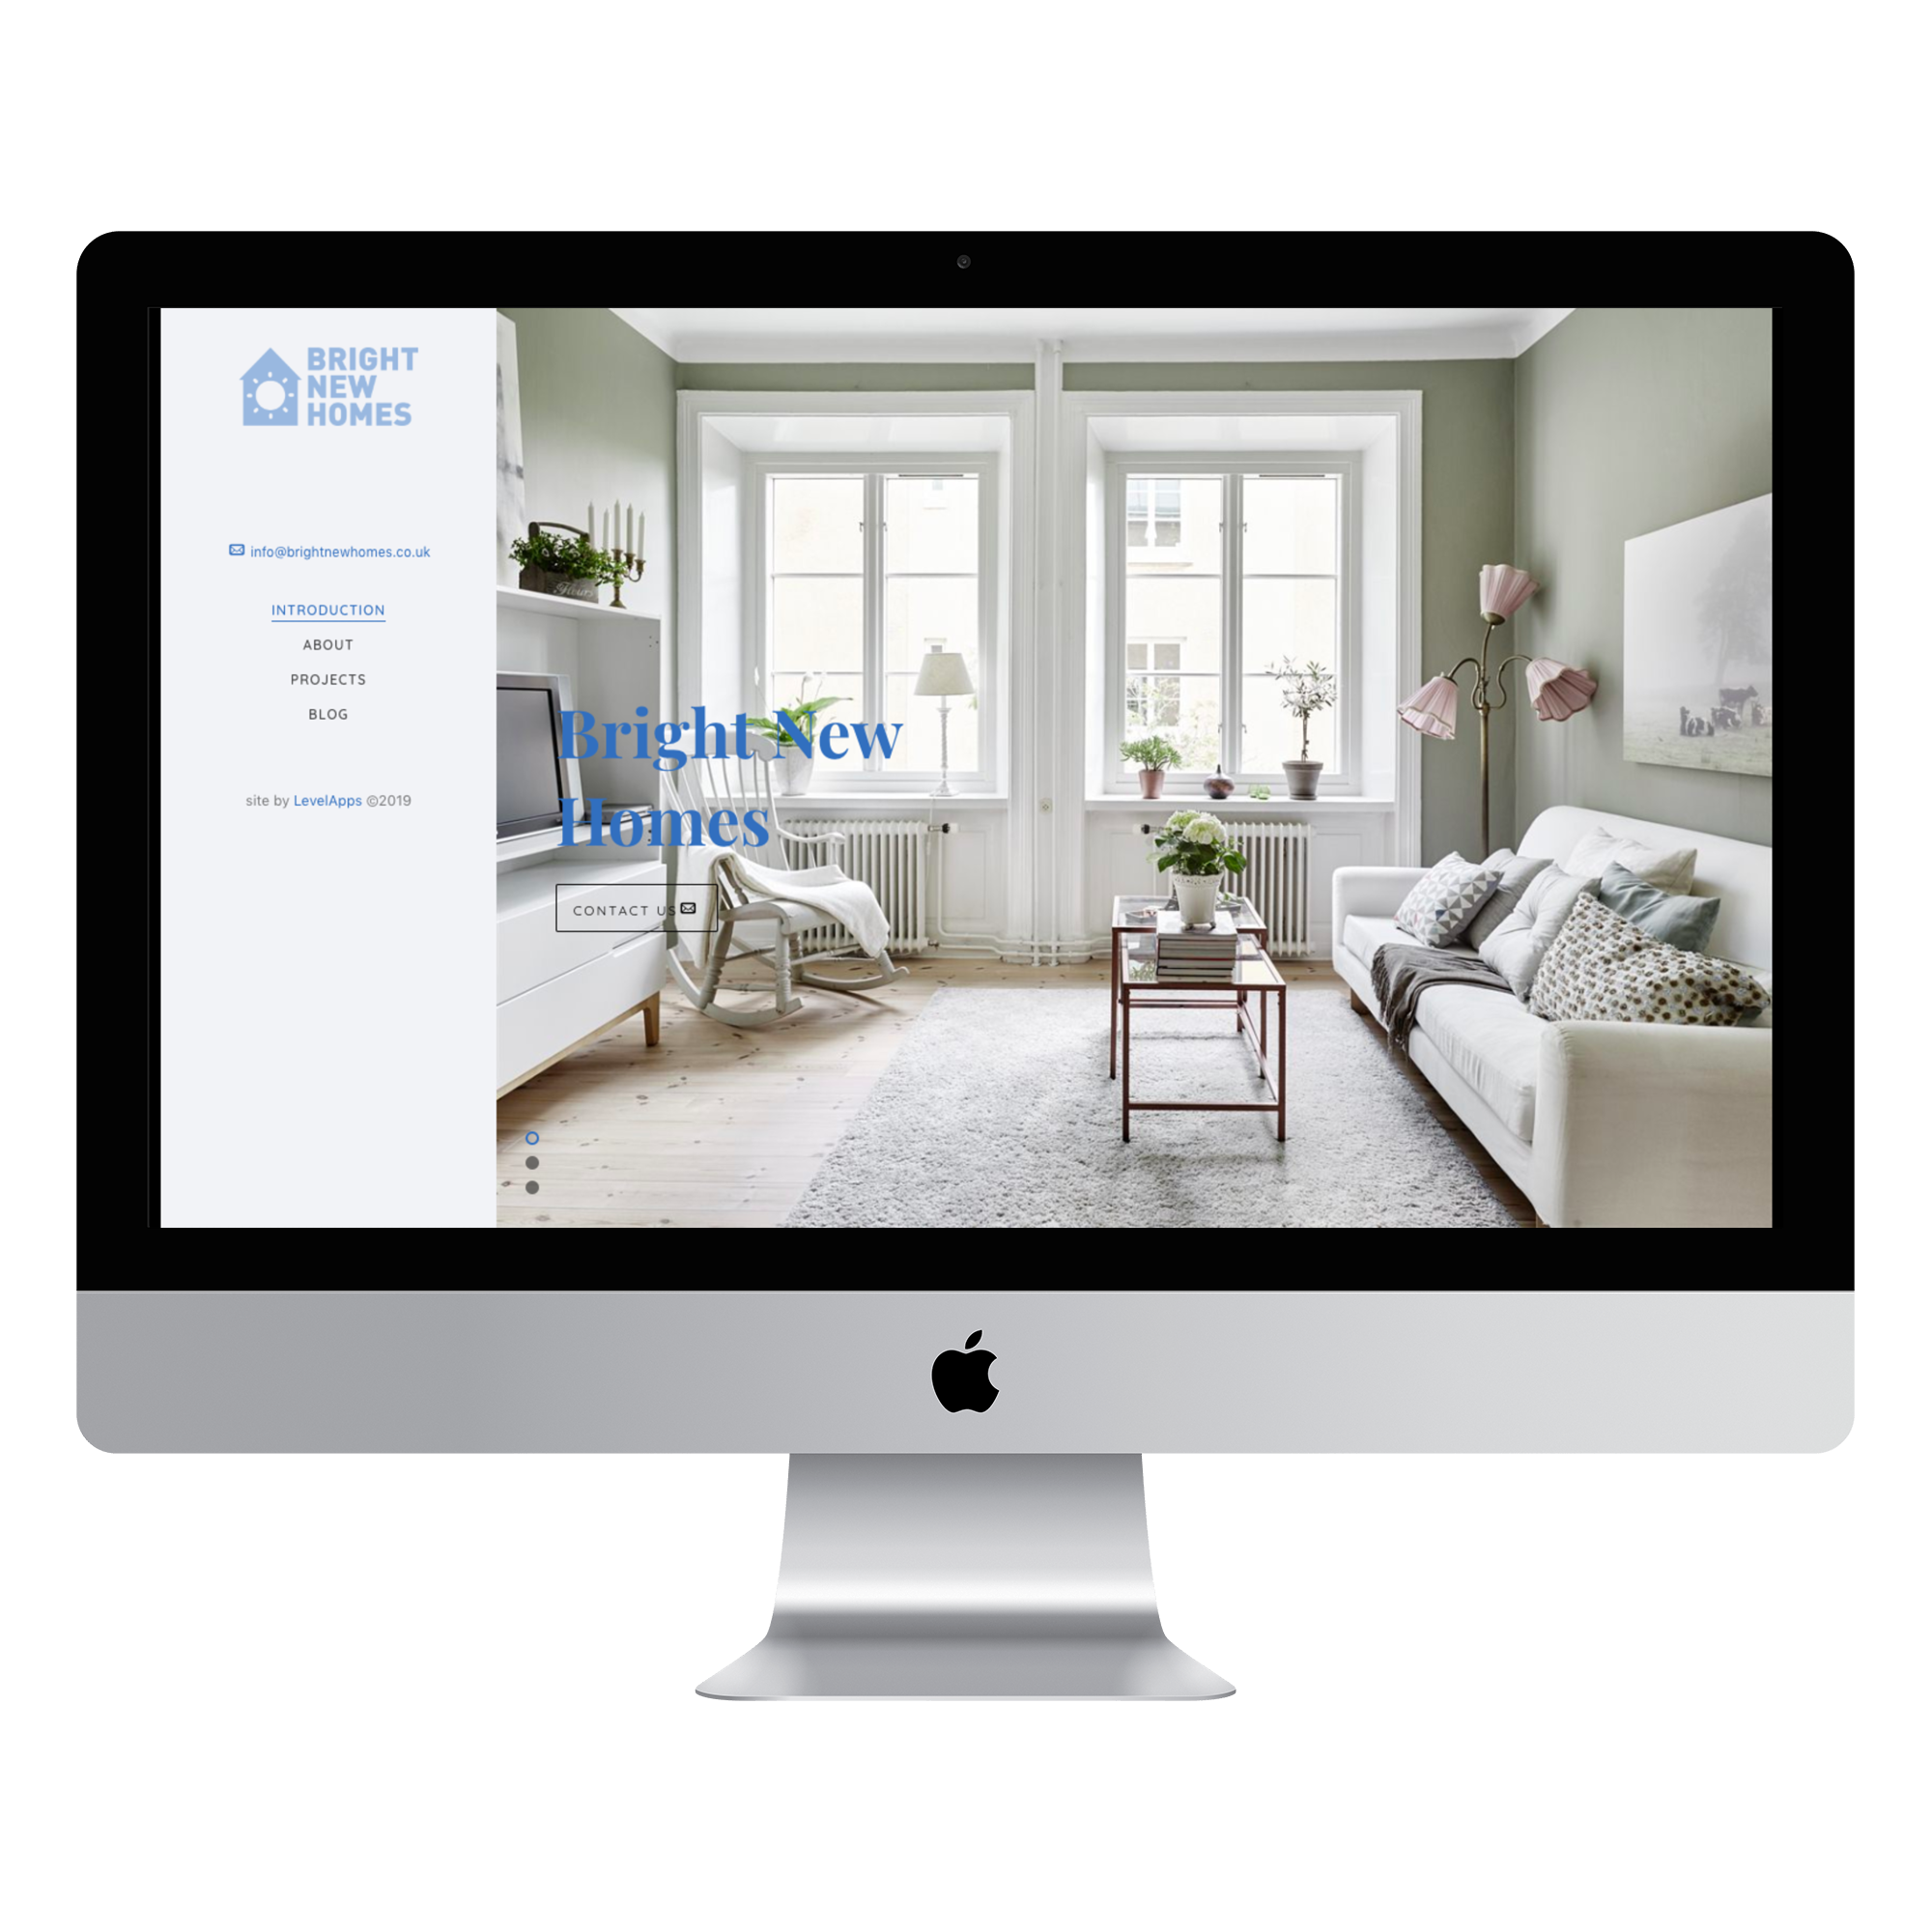 BRIGHT
NEW
HOMES
info@brightnewhomes.co.uk
INTRODUCTION
ABOUT
PROJECTS
BLOG
site by LevelApps ©2019
Bright New
Homes
CONTACT US